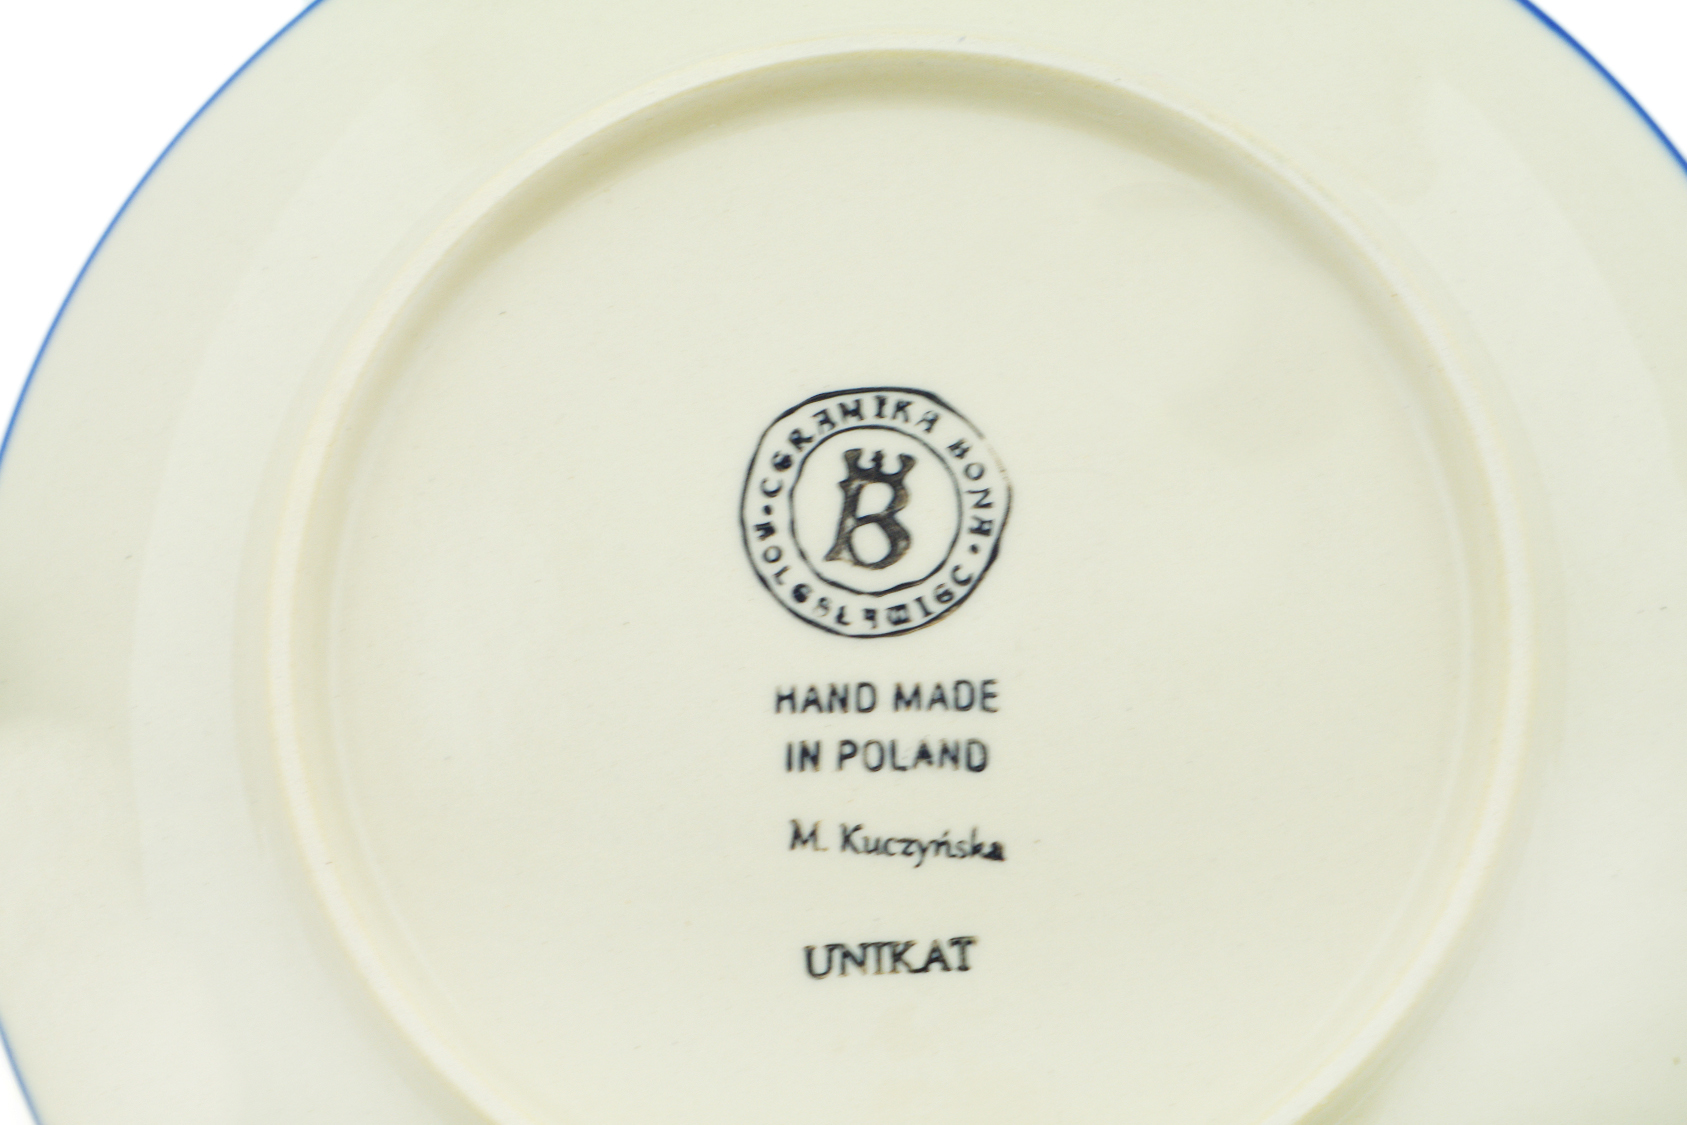 CERAMIKA BONA • BOLESŁAWIEC •
B
HAND MADE
IN POLAND
M. Kuczyńska
UNIKAT